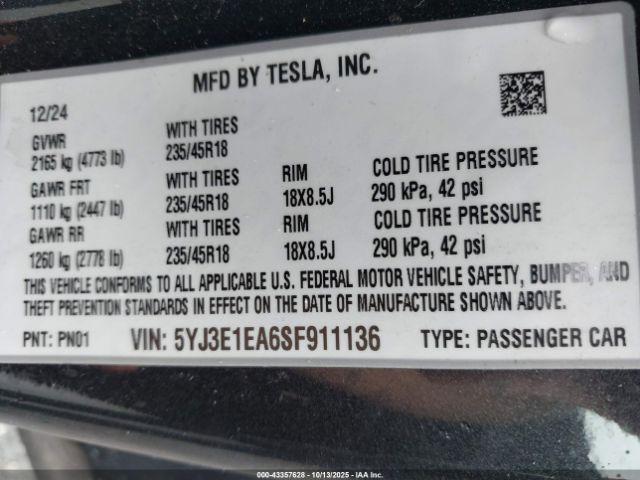 MFD BY TESLA, INC.
12/24
GVWR WITH TIRES
2165 kg (4773 lb) 235/45R18
GAWR FRT WITH TIRES RIM COLD TIRE PRESSURE
1110 kg (2447 lb) 235/45R18 18X8.5J 290 kPa, 42 psi
GAWR RR WITH TIRES RIM COLD TIRE PRESSURE
1260 kg (2778 lb) 235/45R18 18X8.5J 290 kPa, 42 psi
THIS VEHICLE CONFORMS TO ALL APPLICABLE U.S. FEDERAL MOTOR VEHICLE SAFETY, BUMPER, AND
THEFT PREVENTION STANDARDS IN EFFECT ON THE DATE OF MANUFACTURE SHOWN ABOVE.
PNT: PN01 VIN: 5YJ3E1EA6SF911136 TYPE: PASSENGER CAR
000-43357628 - 10/13/2025 - IAA Inc.